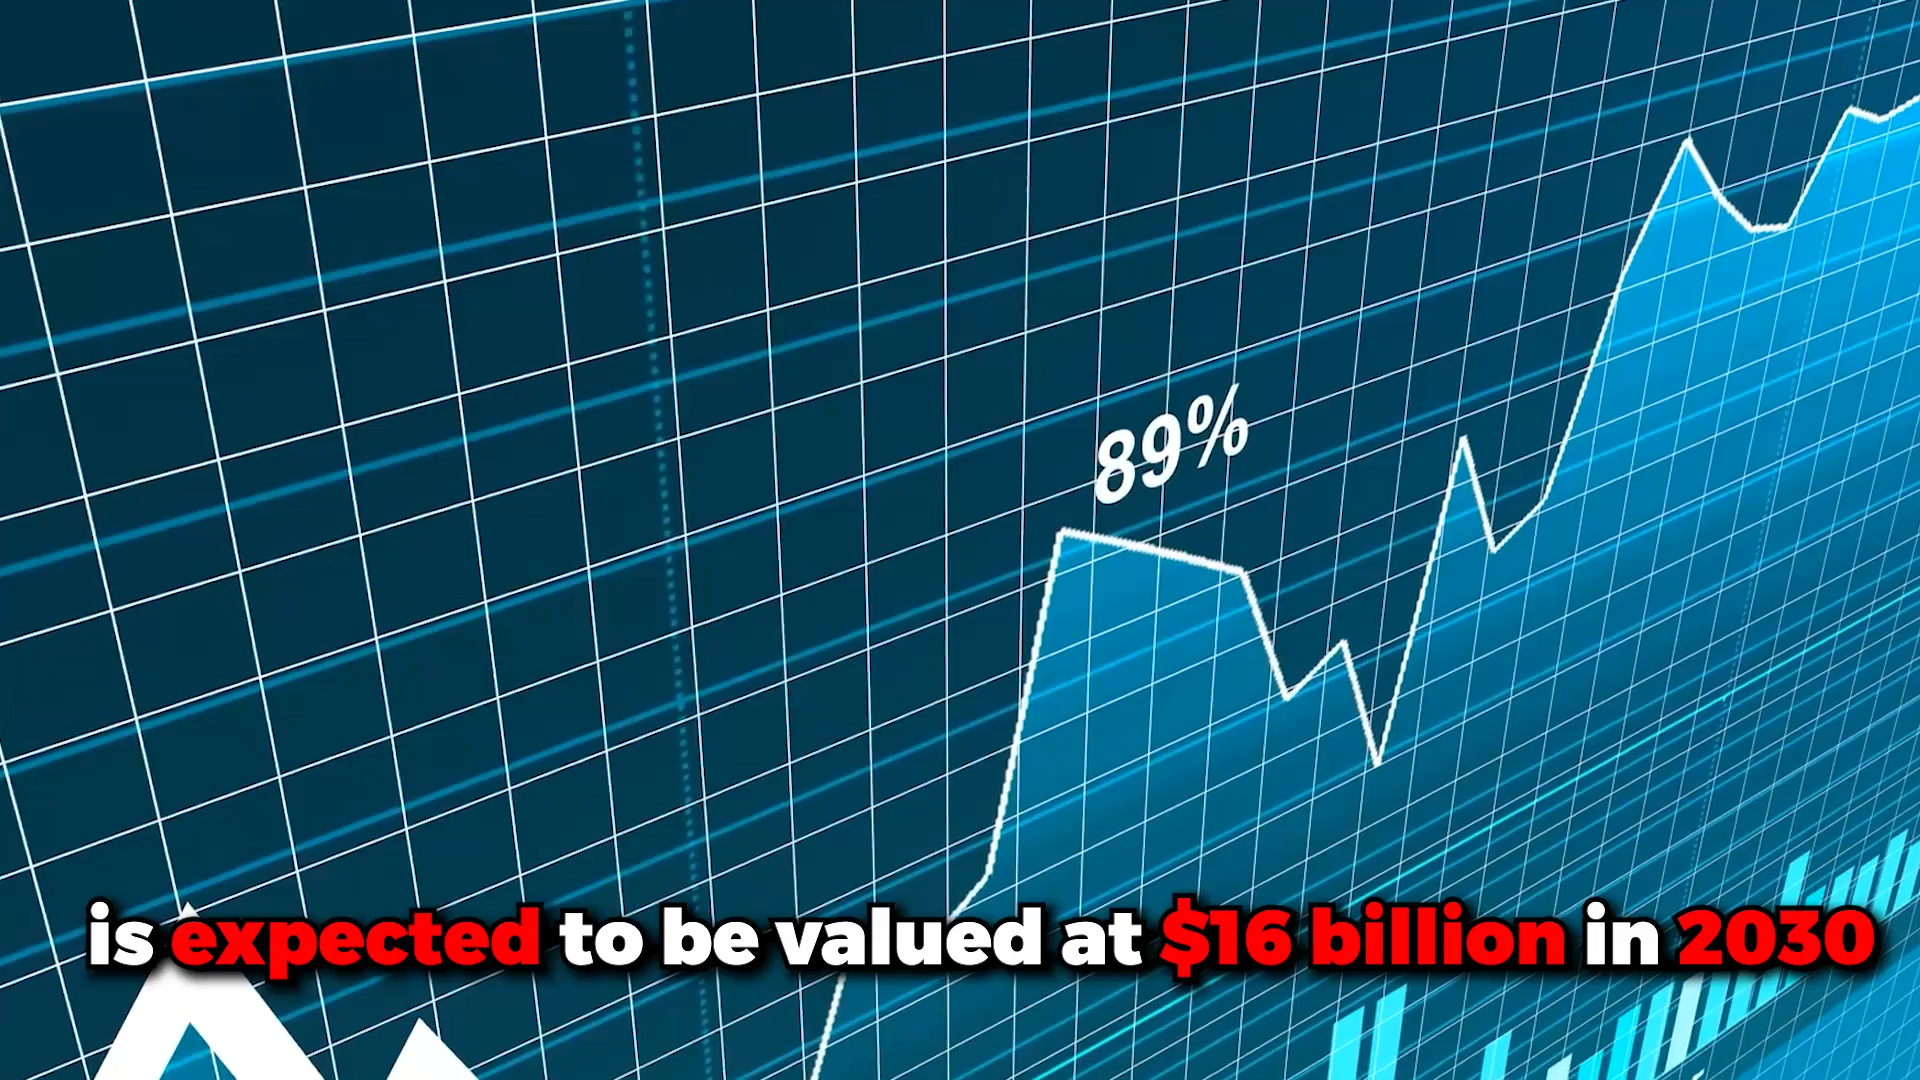 89%
is expected to be valued at $16 billion in 2030